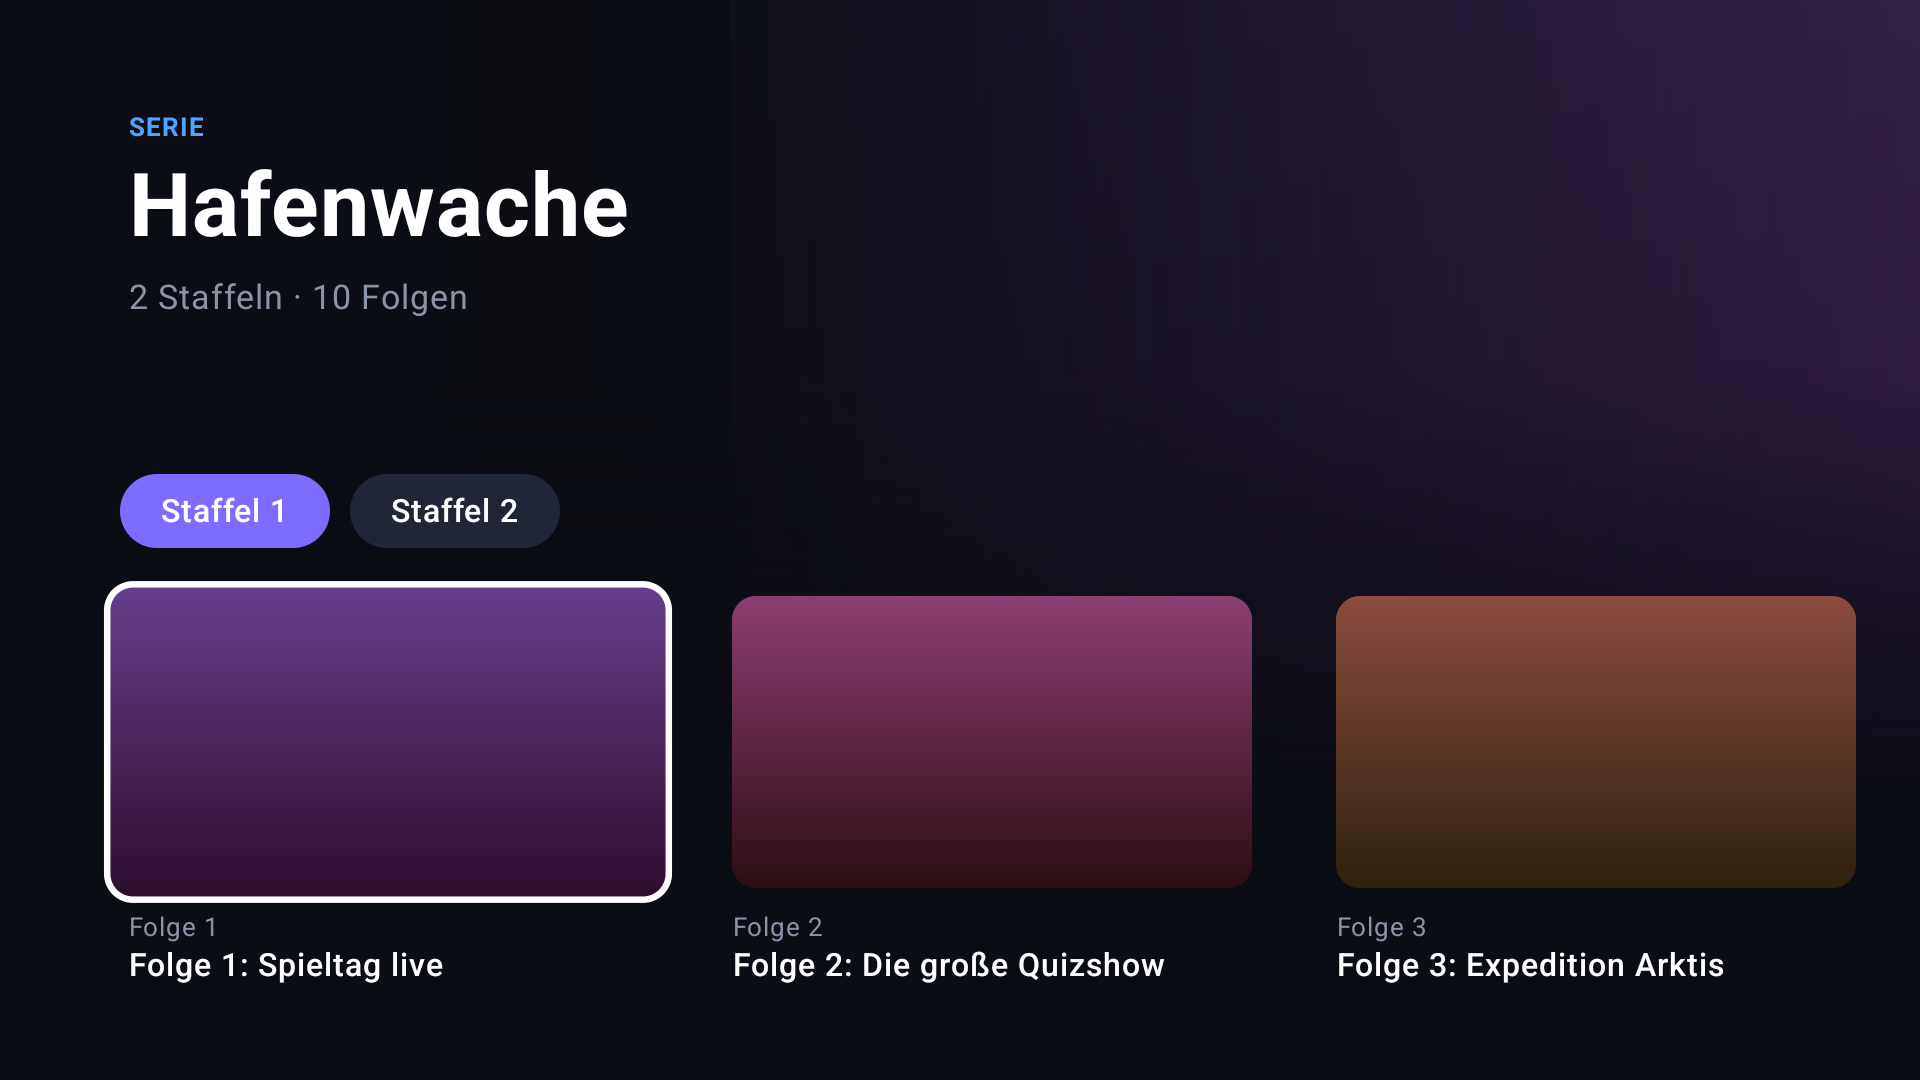 SERIE
Hafenwache
2 Staffeln · 10 Folgen
Staffel 1
Staffel 2
Folge 1
Folge 1: Spieltag live
Folge 2
Folge 2: Die große Quizshow
Folge 3
Folge 3: Expedition Arktis